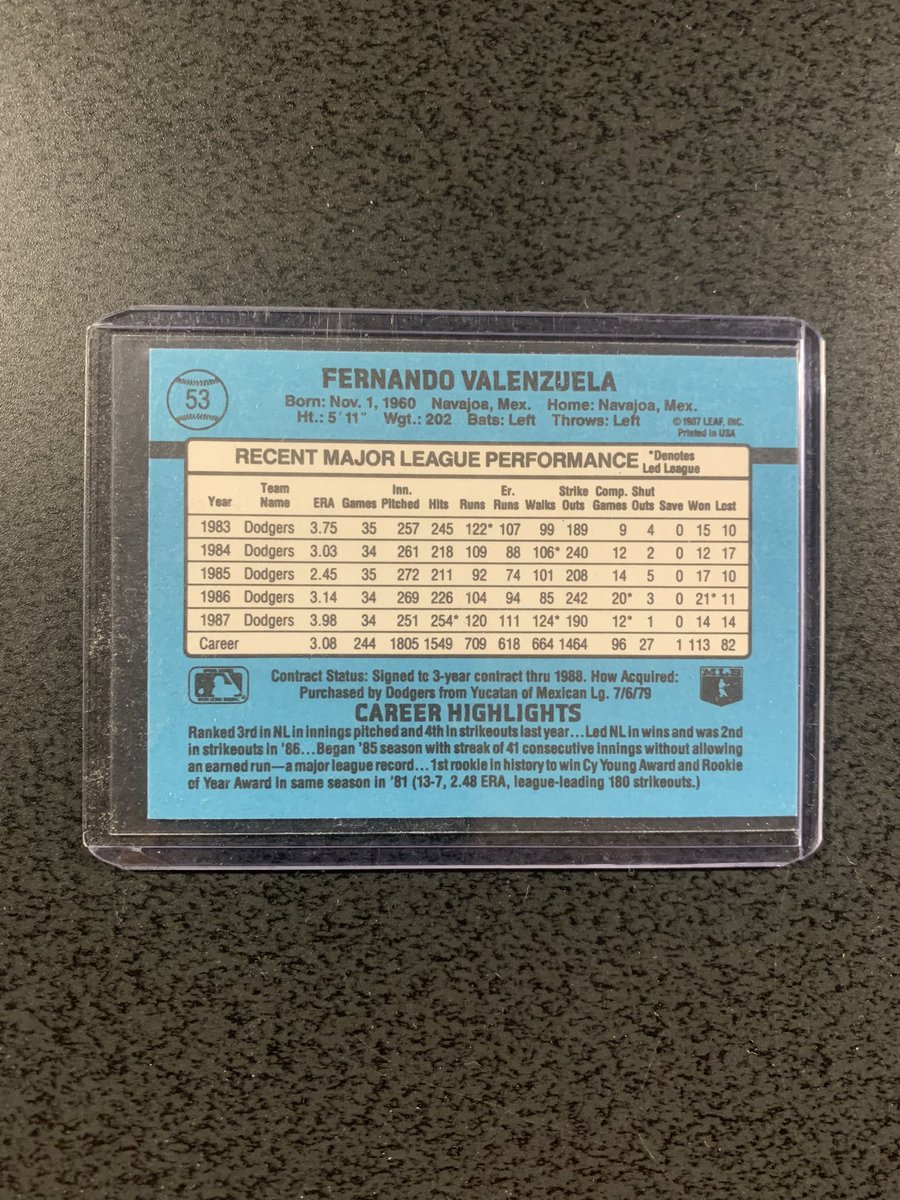 53
FERNANDO VALENZUELA
Born: Nov. 1, 1960 Navajoa, Mex. Home: Navajoa, Mex.
Ht.: 5' 11" Wgt.: 202 Bats: Left Throws: Left
© 1987 LEAF, INC.
Printed in USA
RECENT MAJOR LEAGUE PERFORMANCE *Denotes Led League
Year Team Name ERA Games Inn. Pitched Hits Runs Er. Runs Walks Strike Outs Comp. Games Shut Outs Save Won Lost
1983 Dodgers 3.75 35 257 245 122* 107 99 189 9 4 0 15 10
1984 Dodgers 3.03 34 261 218 109 88 106* 240 12 2 0 12 17
1985 Dodgers 2.45 35 272 211 92 74 101 208 14 5 0 17 10
1986 Dodgers 3.14 34 269 226 104 94 85 242 20* 3 0 21* 11
1987 Dodgers 3.98 34 251 254* 120 111 124* 190 12* 1 0 14 14
Career 3.08 244 1805 1549 709 618 664 1464 96 27 1 113 82
Contract Status: Signed to 3-year contract thru 1988. How Acquired:
Purchased by Dodgers from Yucatan of Mexican Lg. 7/6/79
MLB
CAREER HIGHLIGHTS
Ranked 3rd in NL in innings pitched and 4th in strikeouts last year...Led NL in wins and was 2nd
in strikeouts in '86...Began '85 season with streak of 41 consecutive innings without allowing
an earned run—a major league record...1st rookie in history to win Cy Young Award and Rookie
of Year Award in same season in '81 (13-7, 2.48 ERA, league-leading 180 strikeouts.)